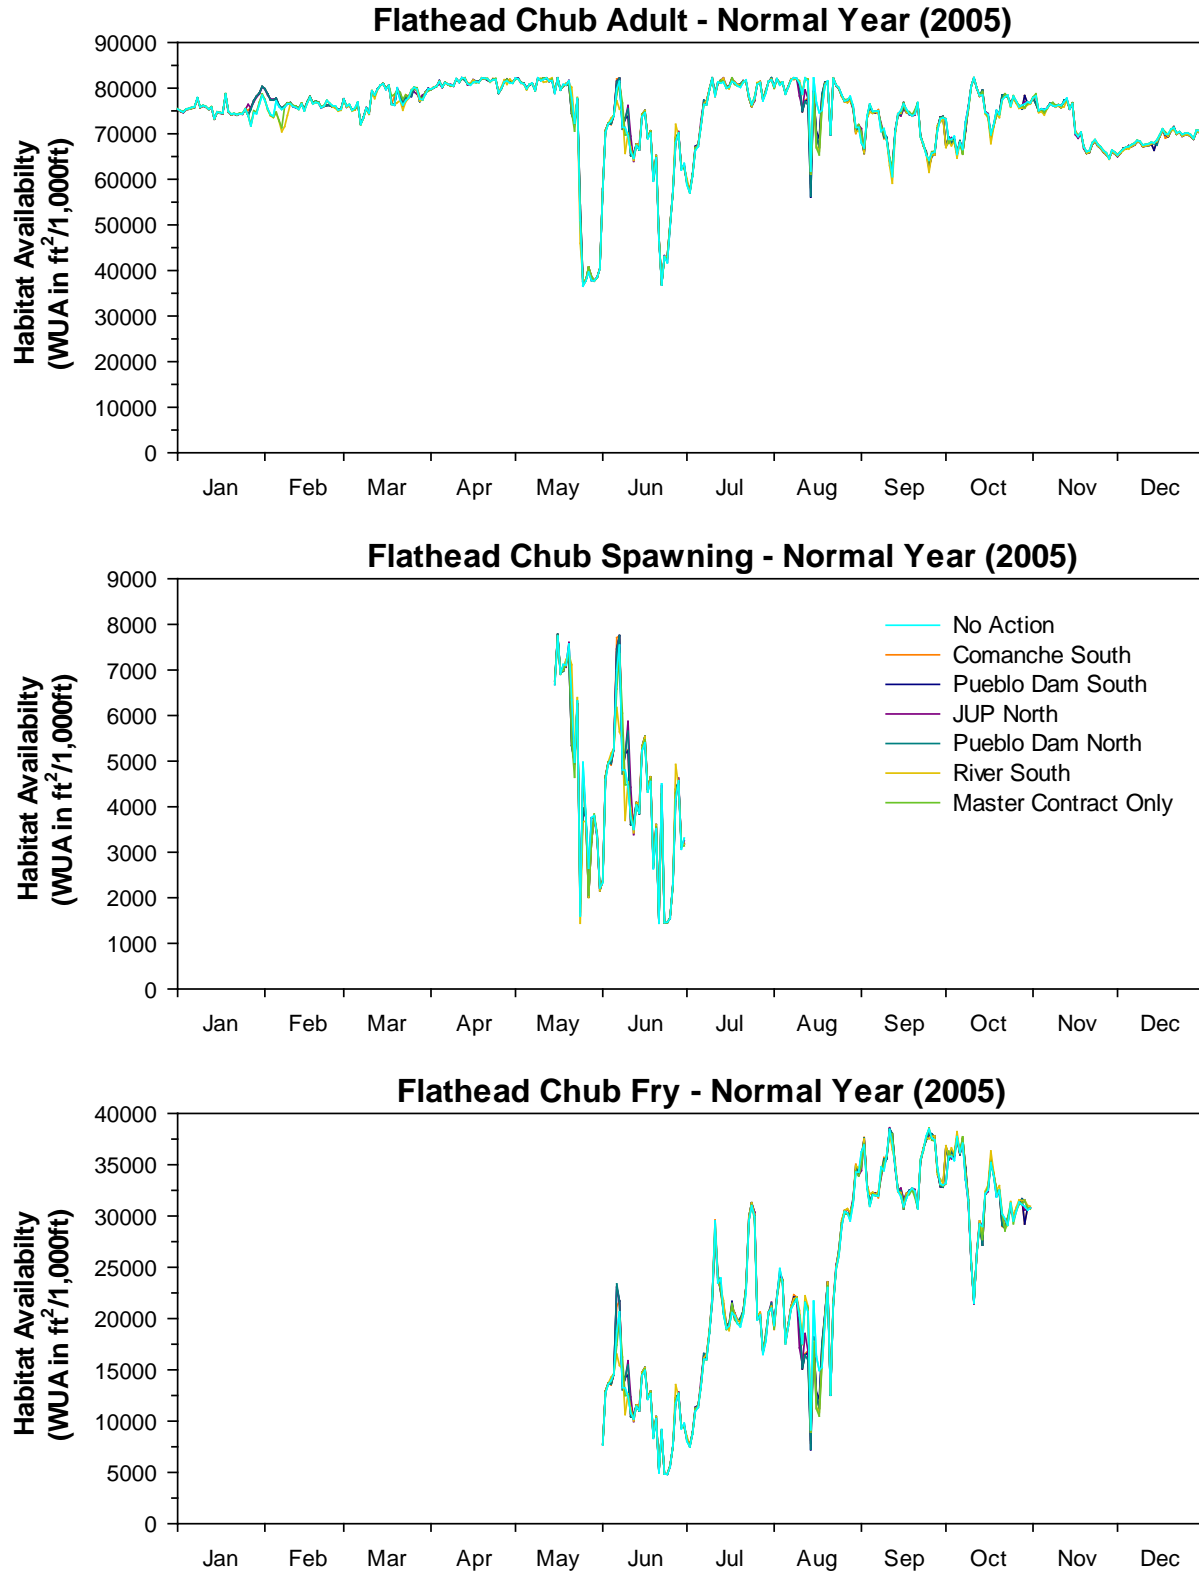 Flathead Chub Adult - Normal Year (2005)
Habitat Availabilty
(WUA in ft²/1,000ft)
90000
80000
70000
60000
50000
40000
30000
20000
10000
0
Jan Feb Mar Apr May Jun Jul Aug Sep Oct Nov Dec
Flathead Chub Spawning - Normal Year (2005)
Habitat Availabilty
(WUA in ft²/1,000ft)
9000
8000
7000
6000
5000
4000
3000
2000
1000
0
No Action
Comanche South
Pueblo Dam South
JUP North
Pueblo Dam North
River South
Master Contract Only
Jan Feb Mar Apr May Jun Jul Aug Sep Oct Nov Dec
Flathead Chub Fry - Normal Year (2005)
Habitat Availabilty
(WUA in ft²/1,000ft)
40000
35000
30000
25000
20000
15000
10000
5000
0
Jan Feb Mar Apr May Jun Jul Aug Sep Oct Nov Dec